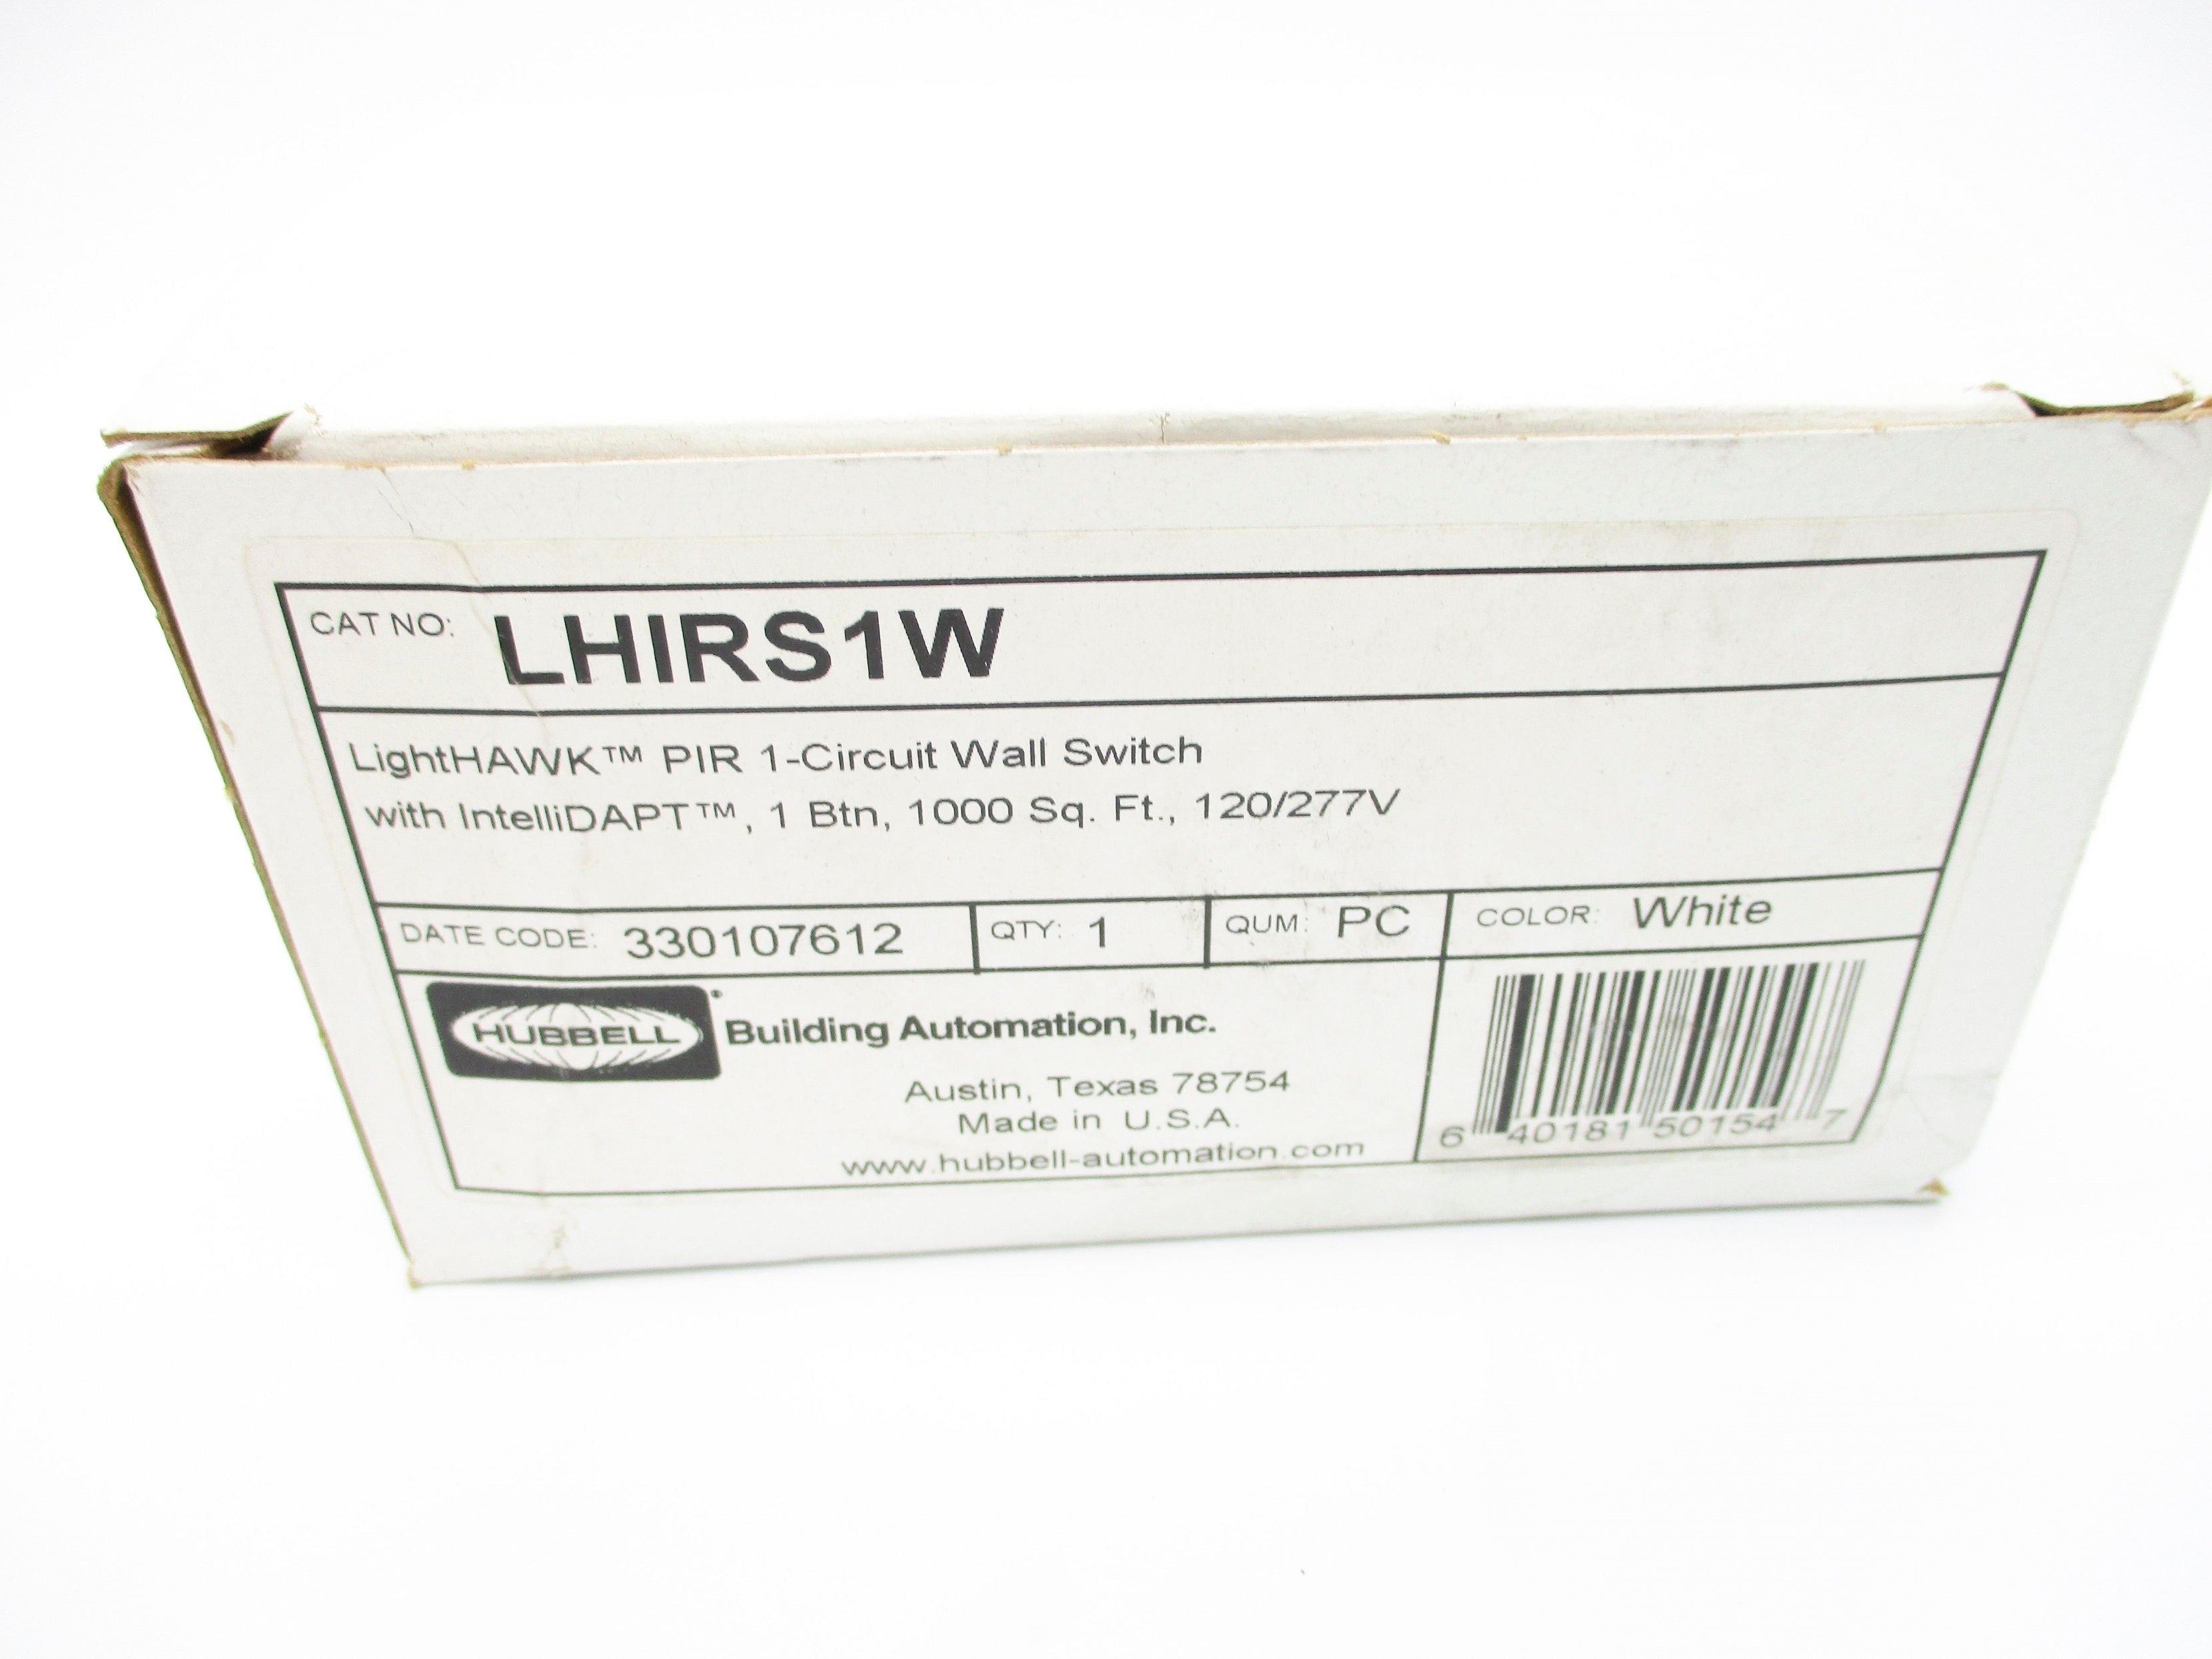 CAT NO: LHIRS1W
LightHAWK™ PIR 1-Circuit Wall Switch
with IntelliDAPT™, 1 Btn, 1000 Sq. Ft., 120/277V
DATE CODE: 330107612 QTY: 1 QUM: PC COLOR: White
HUBBELL® Building Automation, Inc.
Austin, Texas 78754
Made in U.S.A.
www.hubbell-automation.com
6 40181 50154 7